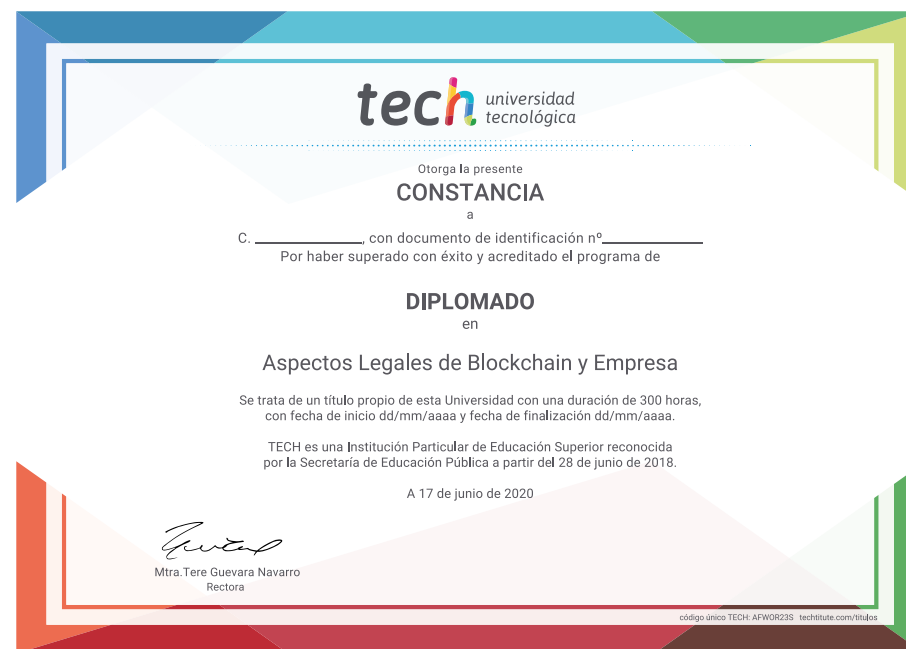 tech universidad
tecnológica
Otorga la presente
CONSTANCIA
a
C. ____________, con documento de identificación nº____________
Por haber superado con éxito y acreditado el programa de
DIPLOMADO
en
Aspectos Legales de Blockchain y Empresa
Se trata de un título propio de esta Universidad con una duración de 300 horas,
con fecha de inicio dd/mm/aaaa y fecha de finalización dd/mm/aaaa.
TECH es una Institución Particular de Educación Superior reconocida
por la Secretaría de Educación Pública a partir del 28 de junio de 2018.
A 17 de junio de 2020
Mtra.Tere Guevara Navarro
Rectora
código único TECH: AFWOR23S techtitute.com/titulos